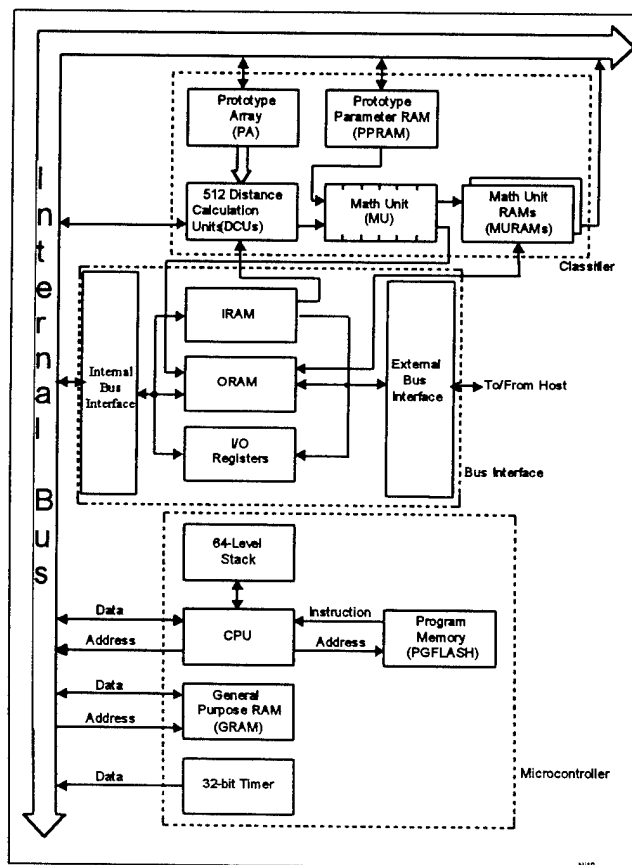 Internal Bus
Prototype
Array
(PA)
Prototype
Parameter RAM
(PPRAM)
512 Distance
Calculation
Units(DCUs)
Math Unit
(MU)
Math Unit
RAMs
(MURAMs)
Classifier
Internal
Bus
Interface
IRAM
ORAM
I/O
Registers
External
Bus
Interface
To/From Host
Bus Interface
64-Level
Stack
Data
Address
CPU
Instruction
Address
Program
Memory
(PGFLASH)
Data
Address
General
Purpose RAM
(GRAM)
Data
32-bit Timer
Microcontroller